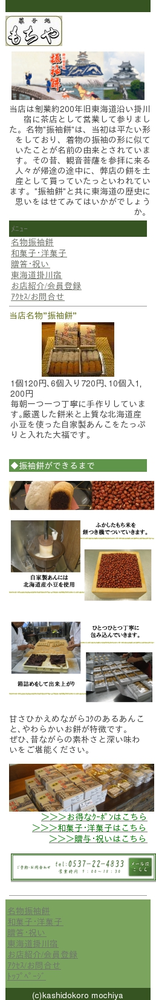 菓子処
もちや
振袖餅
当店は創業約200年旧東海道沿い掛川
宿に茶店として営業して参りまし
た。名物"振袖餅"は、当初は平たい形
をしており、着物の振袖の形に似て
いたことが名前の由来とされていま
す。その昔、観音菩薩を参拝に来る
人々が帰途の途中に、弊店の餅を土
産として買っていたっといわれてい
ます。"振袖餅"と共に東海道の歴史に
思いをはせてみてはいかがでしょう
か。
ﾒﾆｭｰ
名物振袖餅
和菓子･洋菓子
贈答･祝い
東海道掛川宿
お店紹介/会員登録
ｱｸｾｽ/お問合せ
当店名物”振袖餅”
1個120円､6個入り720円､10個入1,
200円
毎朝一つ一つ丁寧に手作りしていま
す｡厳選した餅米と上質な北海道産
小豆を使った自家製あんこをたっぷ
りと入れた大福です。
◆振袖餅ができるまで
ふかしたもち米を
餅つき機でついていきます。
自家製あんには
北海道産小豆を使用
ひとつひとつ丁寧に
包み込んでいきます。
箱詰めをして出来上がり
甘さひかえめながらｺｸのあるあんこ
と､やわらかいお餅が特徴です。
ぜひ､昔ながらの素朴さと深い味わ
いをご堪能ください。
＞＞＞お得なｸｰﾎﾟﾝはこちら
＞＞＞和菓子･洋菓子はこちら
＞＞＞贈与･祝いはこちら
ご予約・お問合わせ tel:0537-22-4833
営業時間 9：00～18：30
メールは
こちら
名物振袖餅
和菓子･洋菓子
贈答･祝い
東海道掛川宿
お店紹介/会員登録
ｱｸｾｽ/お問合せ
ﾄｯﾌﾟﾍﾟｰｼﾞ
(c)kashidokoro mochiya